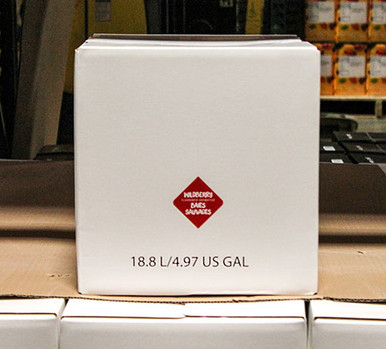 WILDBERRY
BAIES
SAUVAGES
18.8 L/4.97 US GAL